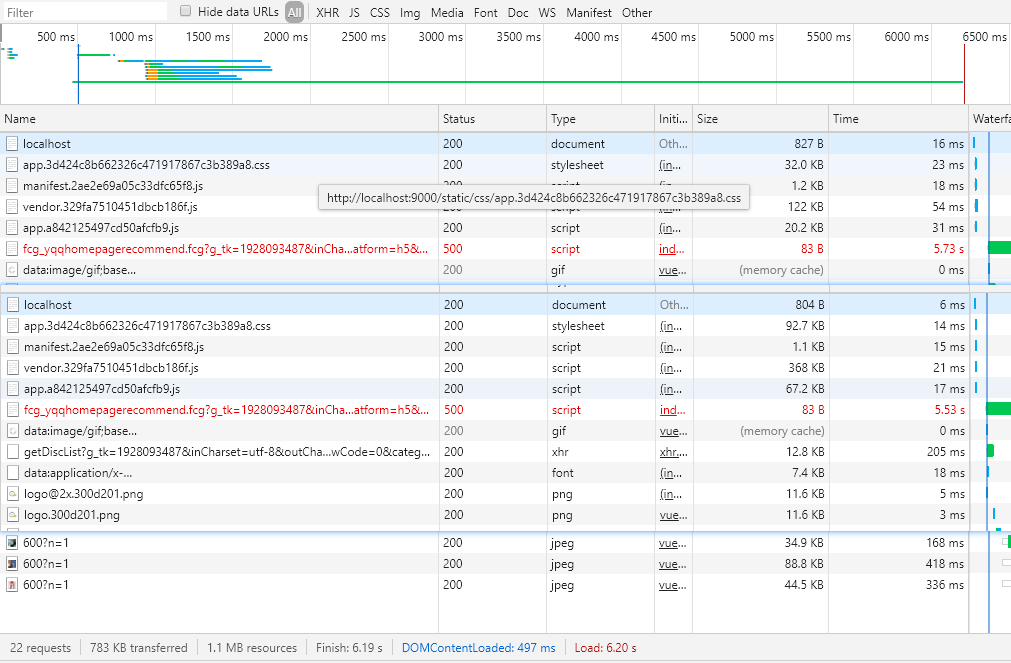 Filter Hide data URLs All XHR JS CSS Img Media Font Doc WS Manifest Other
500 ms 1000 ms 1500 ms 2000 ms 2500 ms 3000 ms 3500 ms 4000 ms 4500 ms 5000 ms 5500 ms 6000 ms 6500 ms
Name Status Type Initi... Size Time Waterfa
localhost 200 document Oth... 827 B 16 ms
app.3d424c8b662326c471917867c3b389a8.css 200 stylesheet (in... 32.0 KB 23 ms
manifest.2ae2e69a05c33dfc65f8.js 200 script (in... 1.2 KB 18 ms
http://localhost:9000/static/css/app.3d424c8b662326c471917867c3b389a8.css
vendor.329fa7510451dbcb186f.js 122 KB 54 ms
app.a842125497cd50afcfb9.js 200 script (in... 20.2 KB 31 ms
fcg_yqqhomepagerecommend.fcg?g_tk=1928093487&inCha...atform=h5&... 500 script ind... 83 B 5.73 s
data:image/gif;base... 200 gif vue... (memory cache) 0 ms
localhost 200 document Oth... 804 B 6 ms
app.3d424c8b662326c471917867c3b389a8.css 200 stylesheet (in... 92.7 KB 14 ms
manifest.2ae2e69a05c33dfc65f8.js 200 script (in... 1.1 KB 15 ms
vendor.329fa7510451dbcb186f.js 200 script (in... 368 KB 21 ms
app.a842125497cd50afcfb9.js 200 script (in... 67.2 KB 17 ms
fcg_yqqhomepagerecommend.fcg?g_tk=1928093487&inCha...atform=h5&... 500 script ind... 83 B 5.53 s
data:image/gif;base... 200 gif vue... (memory cache) 0 ms
getDiscList?g_tk=1928093487&inCharset=utf-8&outCha...wCode=0&categ... 200 xhr xhr... 12.8 KB 205 ms
data:application/x-... 200 font (in... 7.4 KB 18 ms
logo@2x.300d201.png 200 png (in... 11.6 KB 5 ms
logo.300d201.png 200 png vue... 11.6 KB 3 ms
600?n=1 200 jpeg vue... 34.9 KB 168 ms
600?n=1 200 jpeg vue... 88.8 KB 418 ms
600?n=1 200 jpeg vue... 44.5 KB 336 ms
22 requests 783 KB transferred 1.1 MB resources Finish: 6.19 s DOMContentLoaded: 497 ms Load: 6.20 s